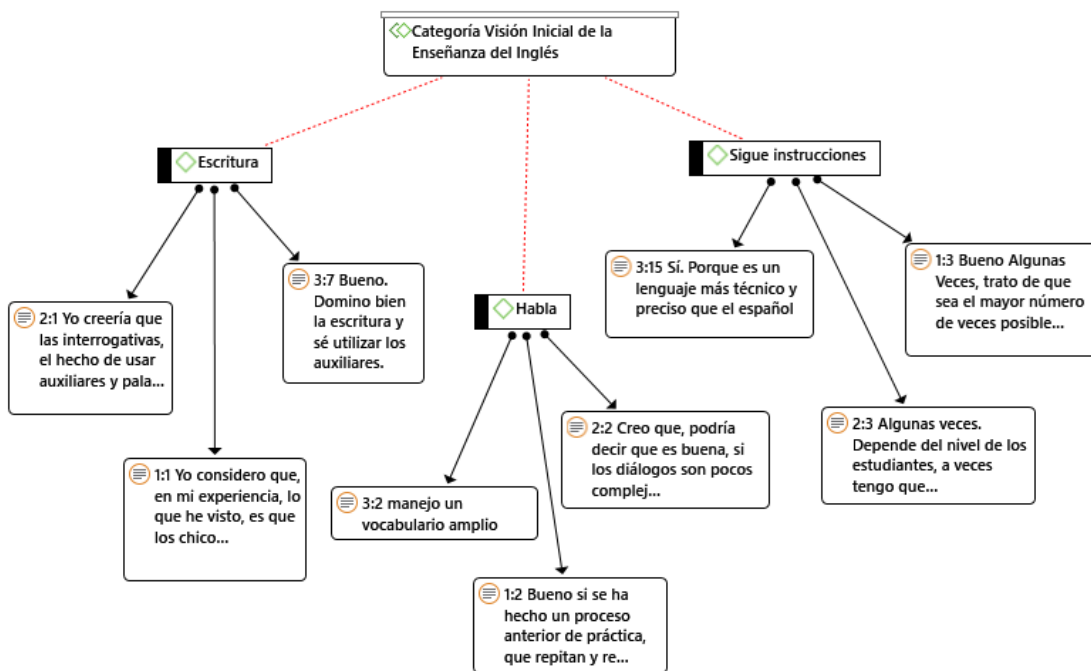 Categoría Visión Inicial de la
Enseñanza del Inglés
Escritura
Sigue instrucciones
Habla
2:1 Yo creería que
las interrogativas,
el hecho de usar
auxiliares y pala...
3:7 Bueno.
Domino bien
la escritura y
sé utilizar los
auxiliares.
1:1 Yo considero que,
en mi experiencia, lo
que he visto, es que
los chico...
3:2 manejo un
vocabulario amplio
2:2 Creo que, podría
decir que es buena, si
los diálogos son pocos
complej...
1:2 Bueno si se ha
hecho un proceso
anterior de práctica,
que repitan y re...
3:15 Sí. Porque es un
lenguaje más técnico y
preciso que el español
1:3 Bueno Algunas
Veces, trato de que
sea el mayor número
de veces posible...
2:3 Algunas veces.
Depende del nivel de los
estudiantes, a veces
tengo que...